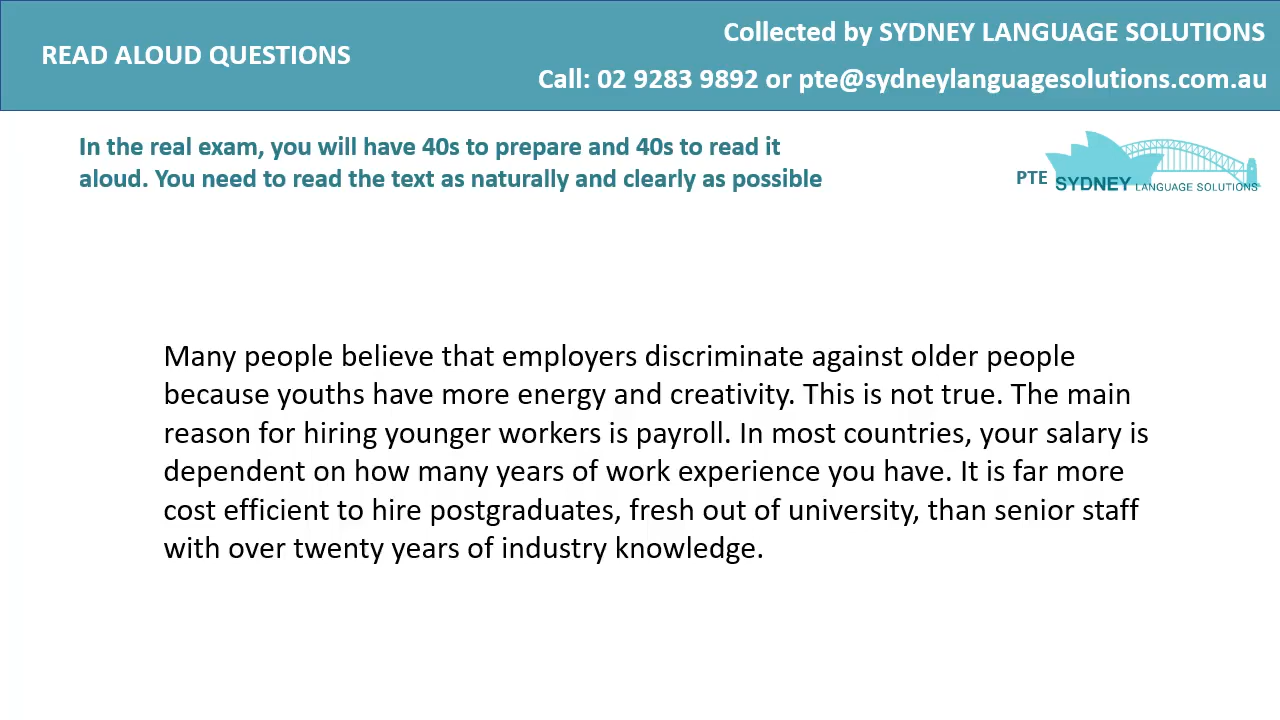 READ ALOUD QUESTIONS
Collected by SYDNEY LANGUAGE SOLUTIONS
Call: 02 9283 9892 or pte@sydneylanguagesolutions.com.au
In the real exam, you will have 40s to prepare and 40s to read it
aloud. You need to read the text as naturally and clearly as possible
PTE SYDNEY LANGUAGE SOLUTIONS
Many people believe that employers discriminate against older people
because youths have more energy and creativity. This is not true. The main
reason for hiring younger workers is payroll. In most countries, your salary is
dependent on how many years of work experience you have. It is far more
cost efficient to hire postgraduates, fresh out of university, than senior staff
with over twenty years of industry knowledge.